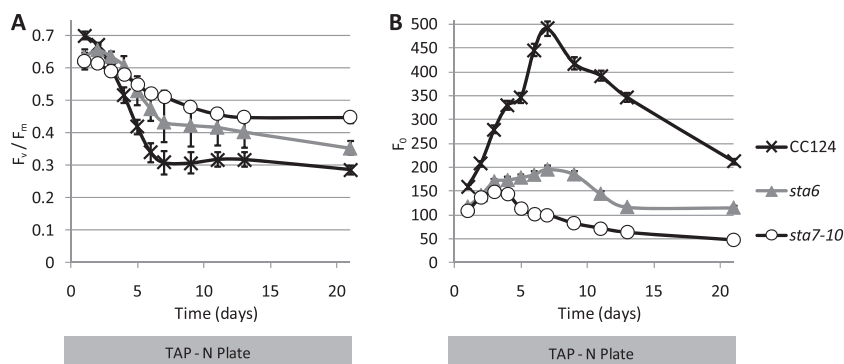 A
0.7
0.6
0.5
0.4
0.3
0.2
0.1
0
Fv / Fm
0 5 10 15 20
Time (days)
TAP - N Plate
B
500
450
400
350
300
250
200
150
100
50
0
F0
0 5 10 15 20
Time (days)
TAP - N Plate
CC124
sta6
sta7-10